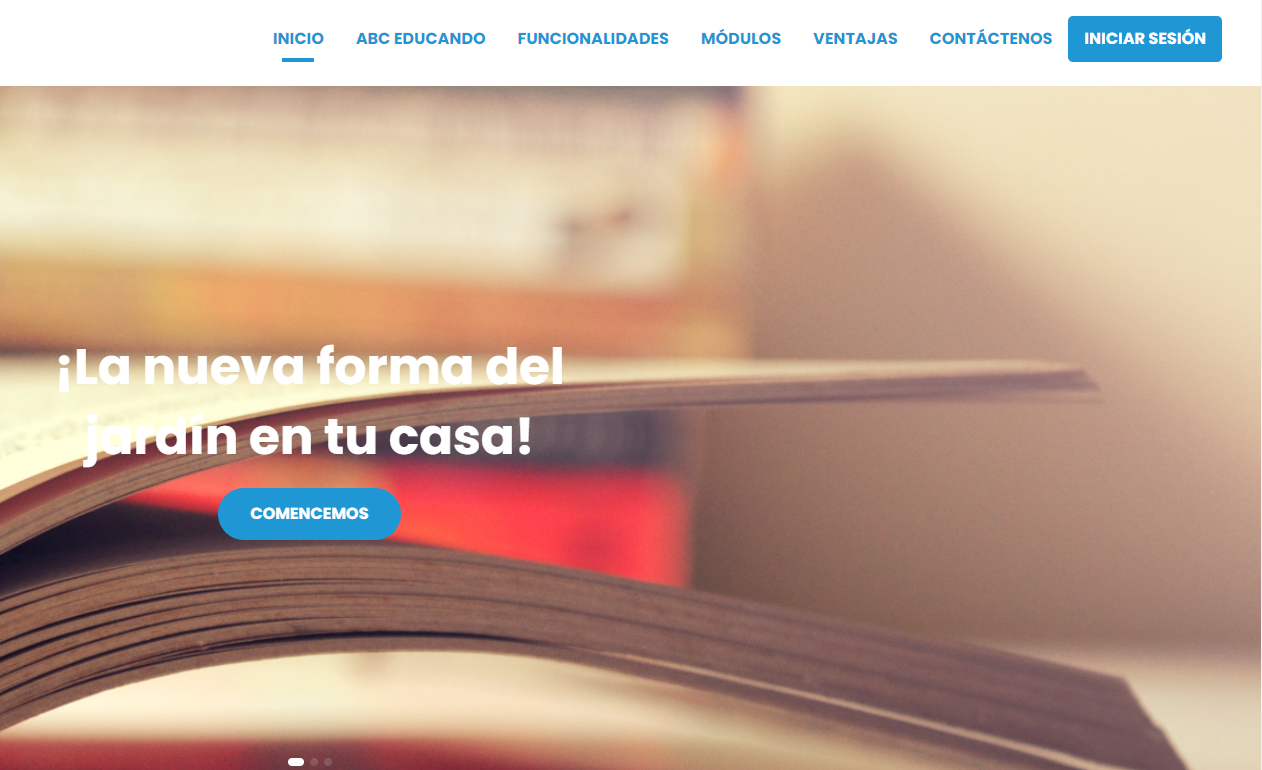 INICIO ABC EDUCANDO FUNCIONALIDADES MÓDULOS VENTAJAS CONTÁCTENOS INICIAR SESIÓN
¡La nueva forma del
jardín en tu casa!
COMENCEMOS